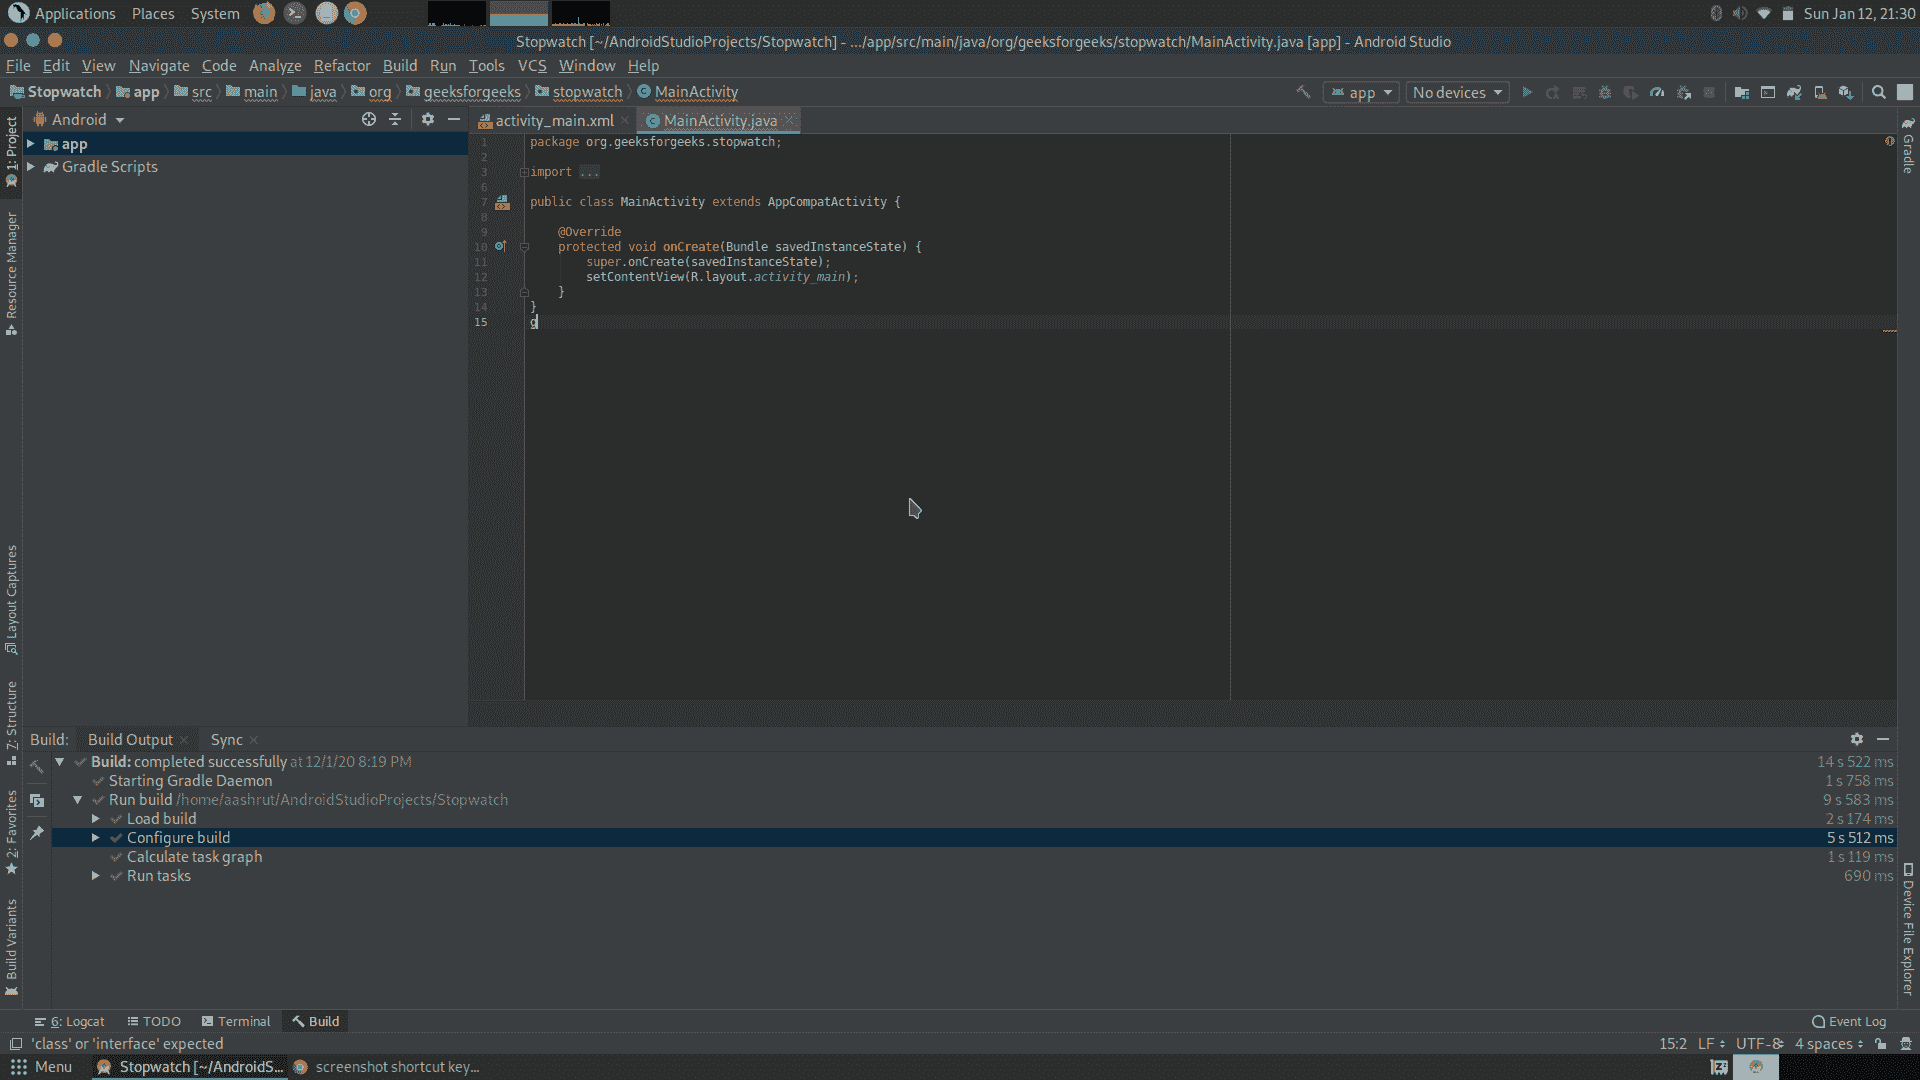 Applications Places System Sun Jan 12, 21:30
Stopwatch [~/AndroidStudioProjects/Stopwatch] - .../app/src/main/java/org/geeksforgeeks/stopwatch/MainActivity.java [app] - Android Studio
File Edit View Navigate Code Analyze Refactor Build Run Tools VCS Window Help
Stopwatch app src main java org geeksforgeeks stopwatch MainActivity app No devices
Android activity_main.xml MainActivity.java
1: Project
Resource Manager
Layout Captures
7: Structure
2: Favorites
Build Variants
app
Gradle Scripts
1 package org.geeksforgeeks.stopwatch;
2
3 import ...
6
7 public class MainActivity extends AppCompatActivity {
8
9 @Override
10 protected void onCreate(Bundle savedInstanceState) {
11 super.onCreate(savedInstanceState);
12 setContentView(R.layout.activity_main);
13 }
14 }
15 g
Gradle
Device File Explorer
Build: Build Output Sync
Build: completed successfully at 12/1/20 8:19 PM 14 s 522 ms
Starting Gradle Daemon 1 s 758 ms
Run build /home/aashrut/AndroidStudioProjects/Stopwatch 9 s 583 ms
Load build 2 s 174 ms
Configure build 5 s 512 ms
Calculate task graph 1 s 119 ms
Run tasks 690 ms
6: Logcat TODO Terminal Build Event Log
'class' or 'interface' expected 15:2 LF UTF-8 4 spaces
Menu Stopwatch [~/AndroidS... screenshot shortcut key...